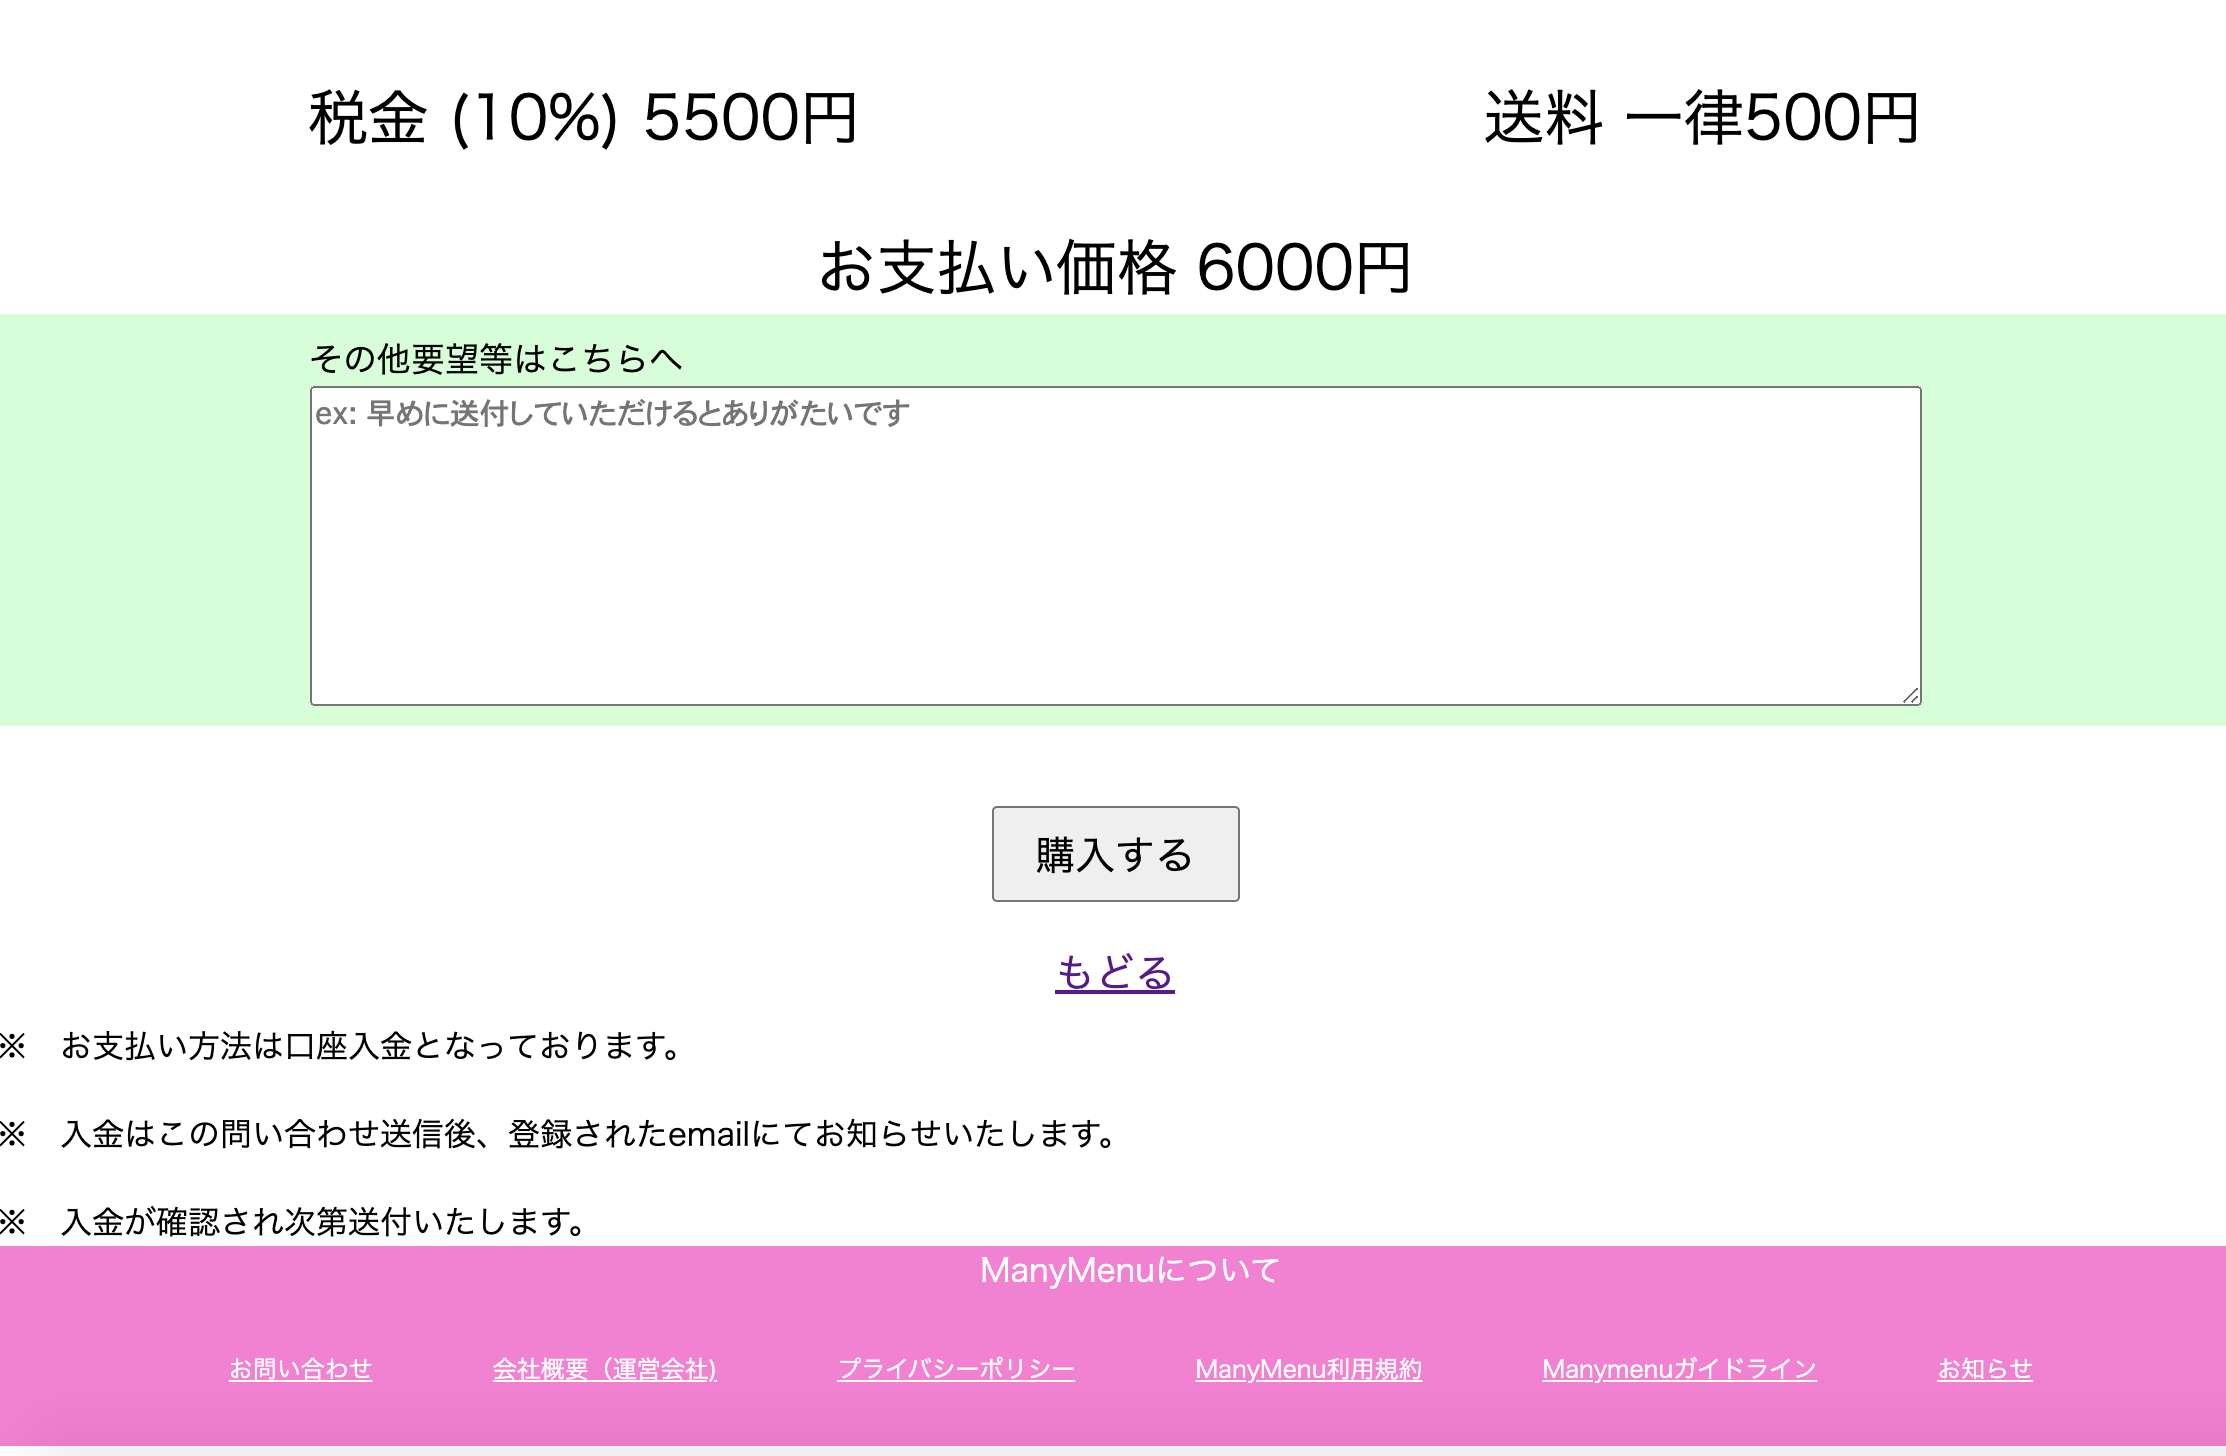 税金 (10%) 5500円
送料 一律500円
お支払い価格 6000円
その他要望等はこちらへ
ex: 早めに送付していただけるとありがたいです
購入する
もどる
※　お支払い方法は口座入金となっております。
※　入金はこの問い合わせ送信後、登録されたemailにてお知らせいたします。
※　入金が確認され次第送付いたします。
ManyMenuについて
お問い合わせ
会社概要（運営会社)
プライバシーポリシー
ManyMenu利用規約
Manymenuガイドライン
お知らせ